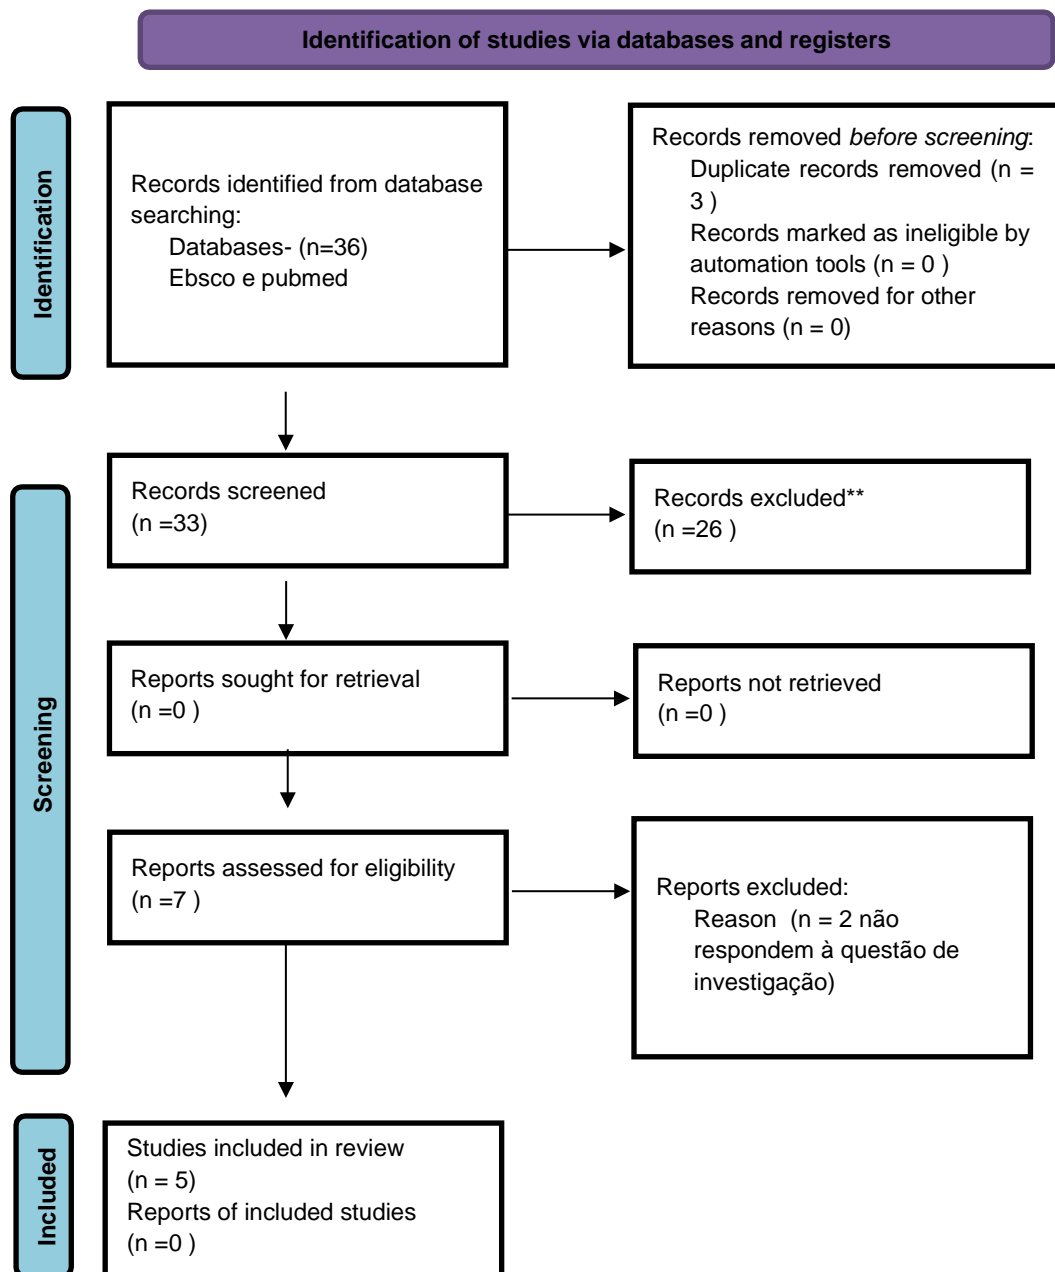 Identification of studies via databases and registers
Identification
Records identified from database
searching:
Databases- (n=36)
Ebsco e pubmed
Records removed before screening:
Duplicate records removed (n =
3 )
Records marked as ineligible by
automation tools (n = 0 )
Records removed for other
reasons (n = 0)
Screening
Records screened
(n =33)
Records excluded**
(n =26 )
Reports sought for retrieval
(n =0 )
Reports not retrieved
(n =0 )
Reports assessed for eligibility
(n =7 )
Reports excluded:
Reason (n = 2 não
respondem à questão de
investigação)
Included
Studies included in review
(n = 5)
Reports of included studies
(n =0 )